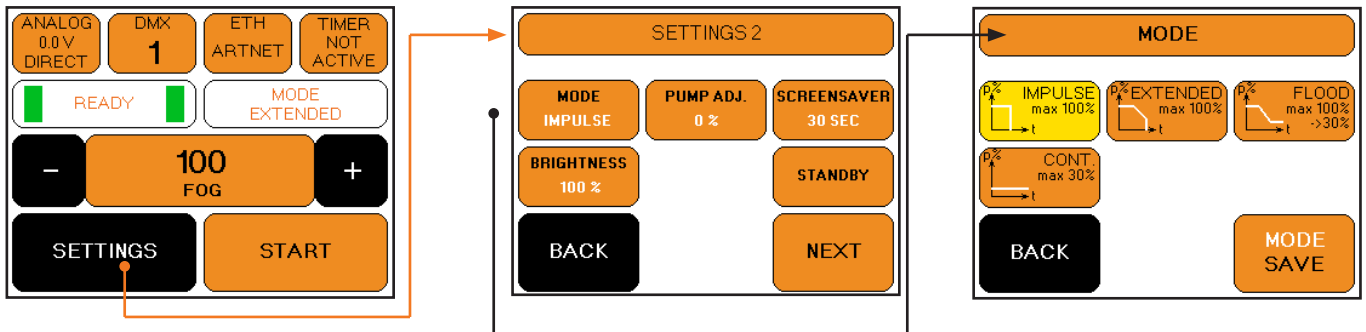 ANALOG
0.0 V
DIRECT
DMX
1
ETH
ARTNET
TIMER
NOT
ACTIVE
READY
MODE
EXTENDED
-
100
FOG
+
SETTINGS
START
SETTINGS 2
MODE
IMPULSE
PUMP ADJ.
0 %
SCREENSAVER
30 SEC
BRIGHTNESS
100 %
STANDBY
BACK
NEXT
MODE
P% IMPULSE
max 100%
t
P% EXTENDED
max 100%
t
P% FLOOD
max 100%
->30%
t
P% CONT.
max 30%
t
BACK
MODE
SAVE